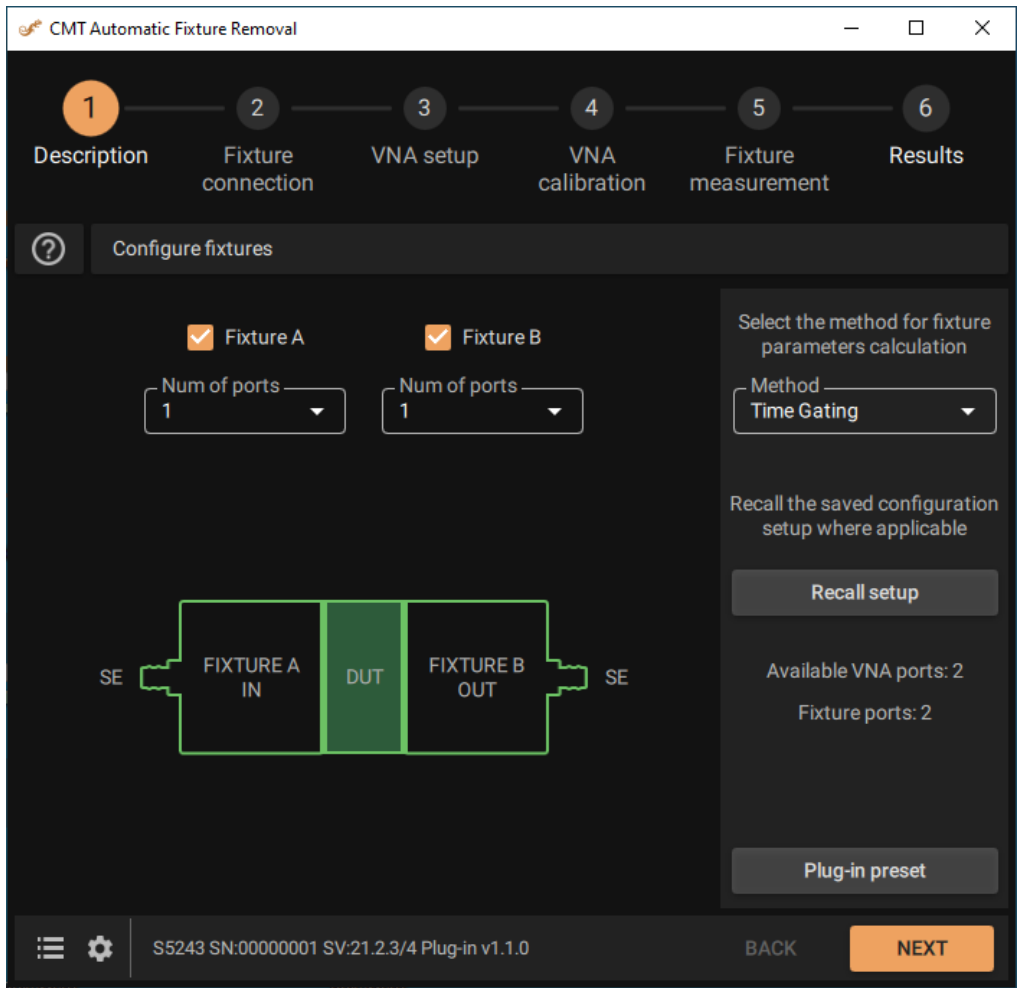 CMT Automatic Fixture Removal
1 2 3 4 5 6
Description Fixture VNA setup VNA Fixture Results
connection calibration measurement
Configure fixtures
Fixture A Fixture B
Num of ports Num of ports
1 1
Select the method for fixture
parameters calculation
Method
Time Gating
Recall the saved configuration
setup where applicable
Recall setup
SE FIXTURE A DUT FIXTURE B SE
IN OUT
Available VNA ports: 2
Fixture ports: 2
Plug-in preset
S5243 SN:00000001 SV:21.2.3/4 Plug-in v1.1.0 BACK NEXT